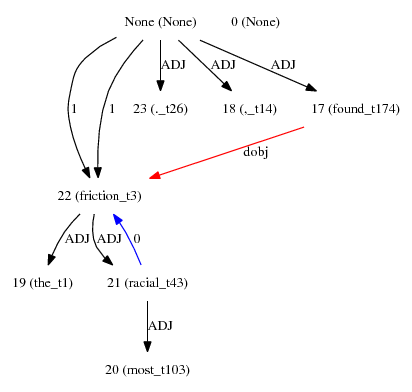 None (None) 0 (None)
ADJ ADJ ADJ
1 1 23 (._t26) 18 (,_t14) 17 (found_t174)
dobj
22 (friction_t3)
ADJ ADJ 0
19 (the_t1) 21 (racial_t43)
ADJ
20 (most_t103)